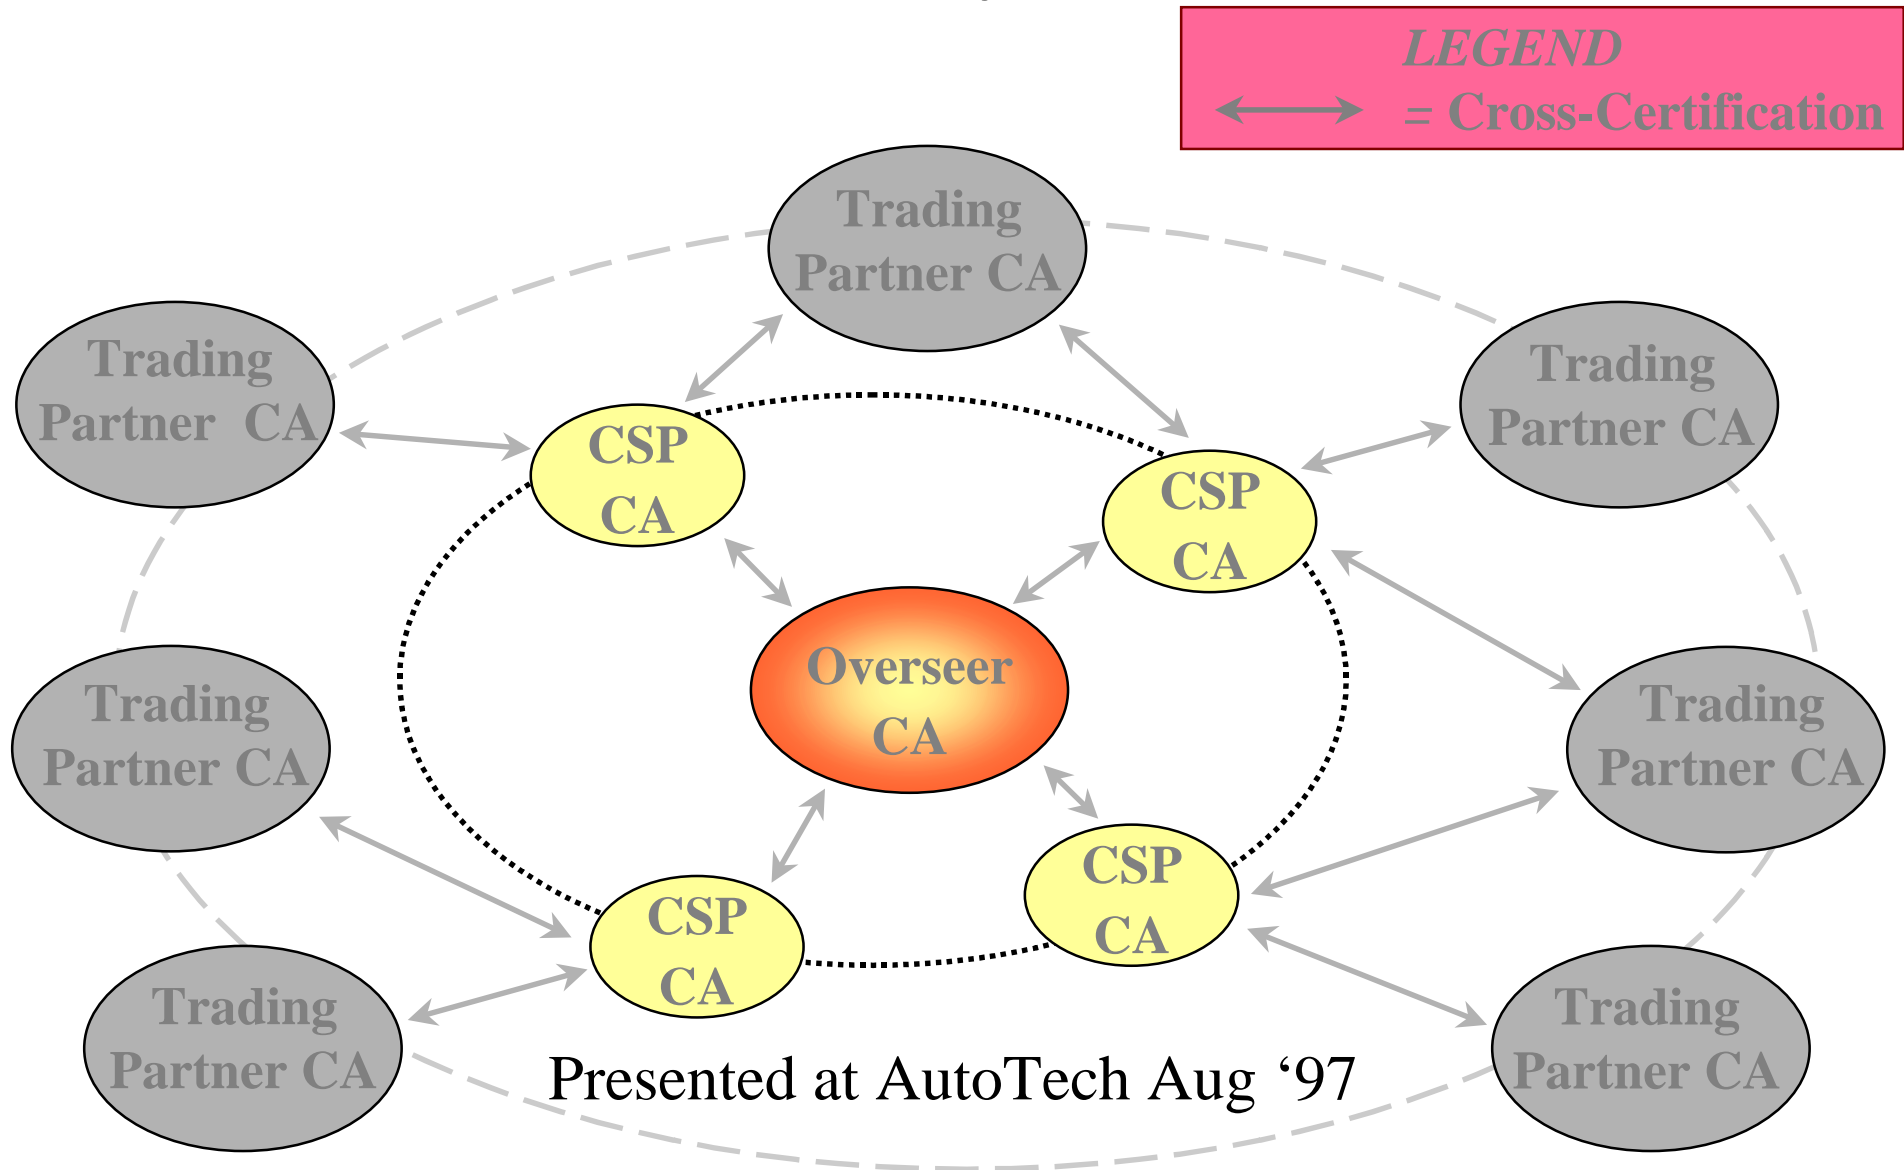 LEGEND
= Cross-Certification
Trading
Partner CA
Trading
Partner CA
Trading
Partner CA
CSP
CA
CSP
CA
Overseer
CA
Trading
Partner CA
Trading
Partner CA
CSP
CA
CSP
CA
Trading
Partner CA
Trading
Partner CA
Presented at AutoTech Aug ‘97